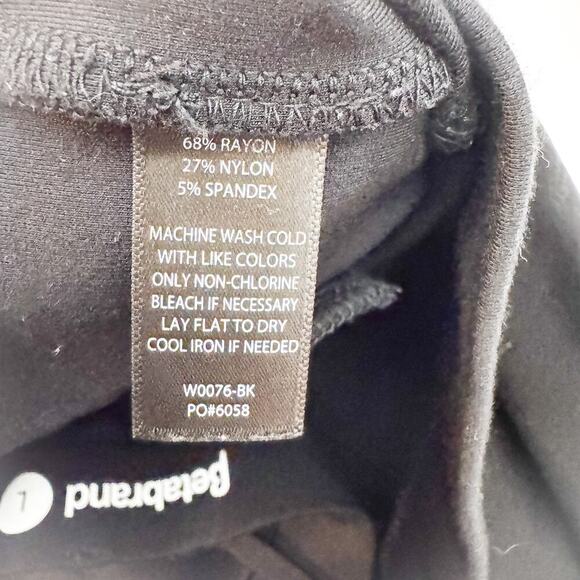 68% RAYON
27% NYLON
5% SPANDEX
MACHINE WASH COLD
WITH LIKE COLORS
ONLY NON-CHLORINE
BLEACH IF NECESSARY
LAY FLAT TO DRY
COOL IRON IF NEEDED
W0076-BK
PO#6058
βetabrand
L